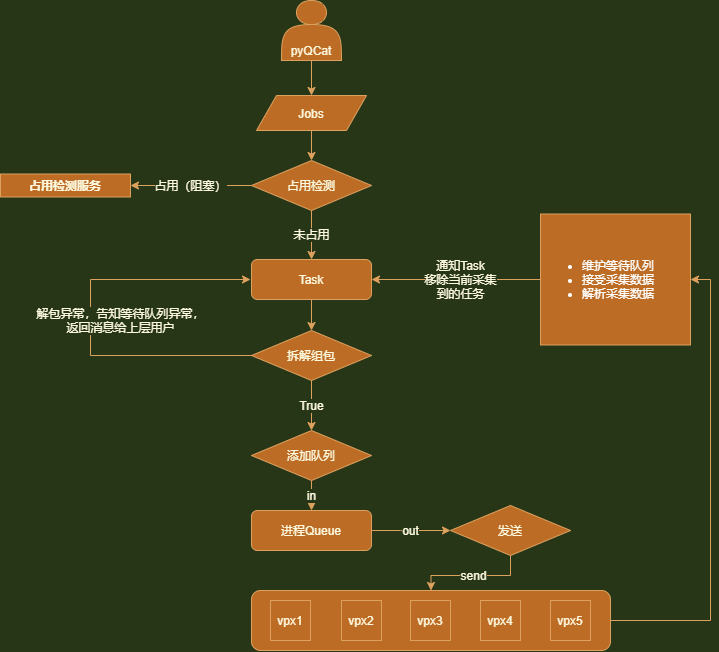 pyQCat
Jobs
占用检测服务
占用（阻塞）
占用检测
未占用
Task
通知Task
移除当前采集
到的任务
维护等待队列
接受采集数据
解析采集数据
解包异常，告知等待队列异常，
返回消息给上层用户
拆解组包
True
添加队列
in
进程Queue
out
发送
send
vpx1
vpx2
vpx3
vpx4
vpx5